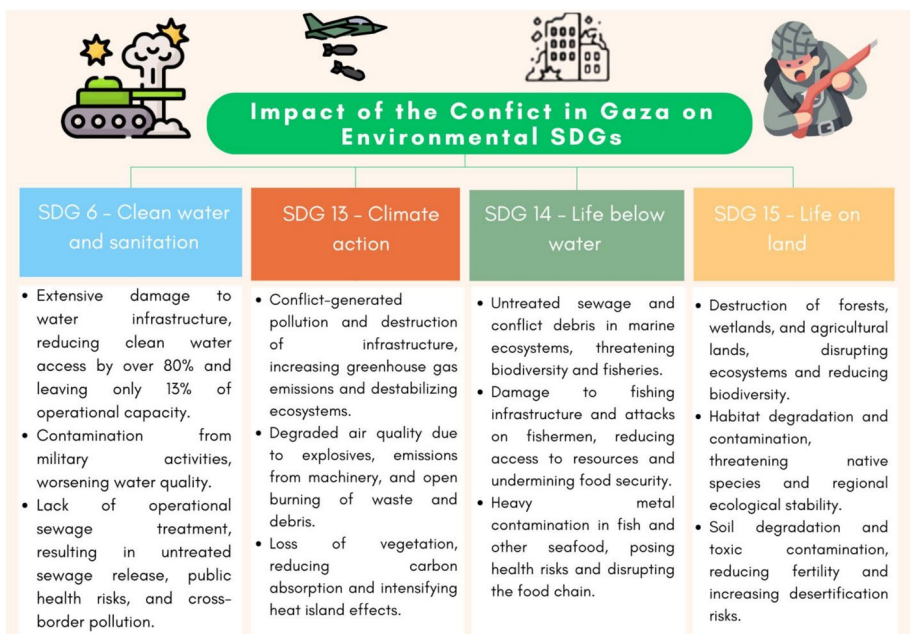 Impact of the Confict in Gaza on
Environmental SDGs
SDG 6 - Clean water
and sanitation
• Extensive damage to
water infrastructure,
reducing clean water
access by over 80% and
leaving only 13% of
operational capacity.
• Contamination from
military activities,
worsening water quality.
• Lack of operational
sewage treatment,
resulting in untreated
sewage release, public
health risks, and cross-
border pollution.
SDG 13 - Climate
action
• Conflict-generated
pollution and destruction
of infrastructure,
increasing greenhouse gas
emissions and destabilizing
ecosystems.
• Degraded air quality due
to explosives, emissions
from machinery, and open
burning of waste and
debris.
• Loss of vegetation,
reducing carbon
absorption and intensifying
heat island effects.
SDG 14 - Life below
water
• Untreated sewage and
conflict debris in marine
ecosystems, threatening
biodiversity and fisheries.
• Damage to fishing
infrastructure and attacks
on fishermen, reducing
access to resources and
undermining food security.
• Heavy metal
contamination in fish and
other seafood, posing
health risks and disrupting
the food chain.
SDG 15 - Life on
land
• Destruction of forests,
wetlands, and agricultural
lands, disrupting
ecosystems and reducing
biodiversity.
• Habitat degradation and
contamination,
threatening native
species and regional
ecological stability.
• Soil degradation and
toxic contamination,
reducing fertility and
increasing desertification
risks.